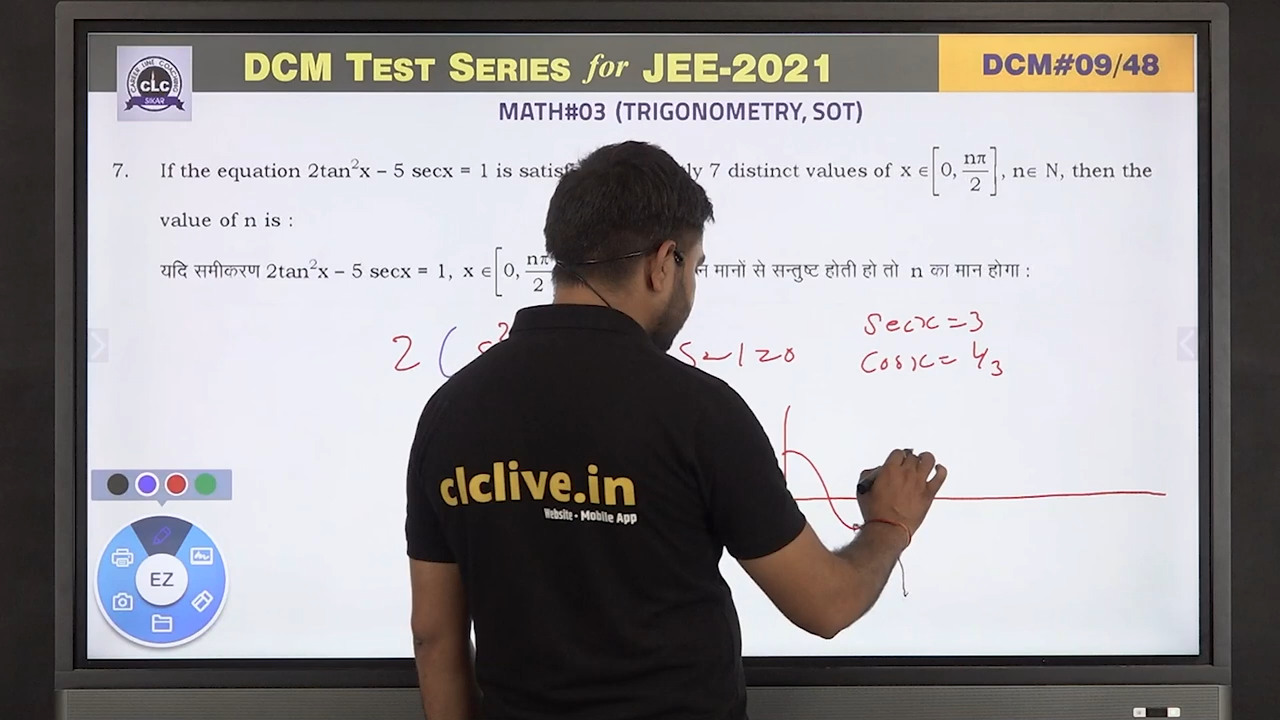 DCM TEST SERIES for JEE-2021
DCM#09/48
CAREER LINE COACHING
CLC
SIKAR
MATH#03 (TRIGONOMETRY, SOT)
7. If the equation 2tan²x – 5 secx = 1 is ly 7 distinct values of x ∈ [0, nπ/2], n∈ N, then the
value of n is :
यदि समीकरण 2tan²x – 5 secx = 1, x ∈ [0, nπ मानों से सन्तुष्ट होती हो तो n का मान होगा :
secx = 3
2 ( s² s - 1 = 0
cosx = 1/3
clclive.in
Website - Mobile App
EZ